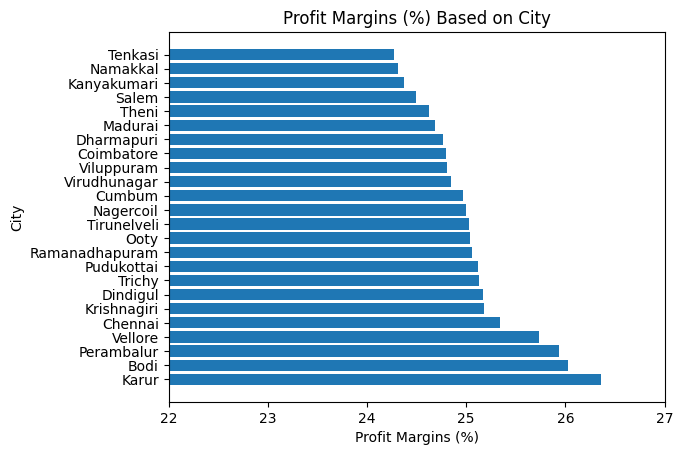 Profit Margins (%) Based on City
Tenkasi
Namakkal
Kanyakumari
Salem
Theni
Madurai
Dharmapuri
Coimbatore
Viluppuram
Virudhunagar
Cumbum
Nagercoil
Tirunelveli
Ooty
Ramanadhapuram
Pudukottai
Trichy
Dindigul
Krishnagiri
Chennai
Vellore
Perambalur
Bodi
Karur
City
22 23 24 25 26 27
Profit Margins (%)